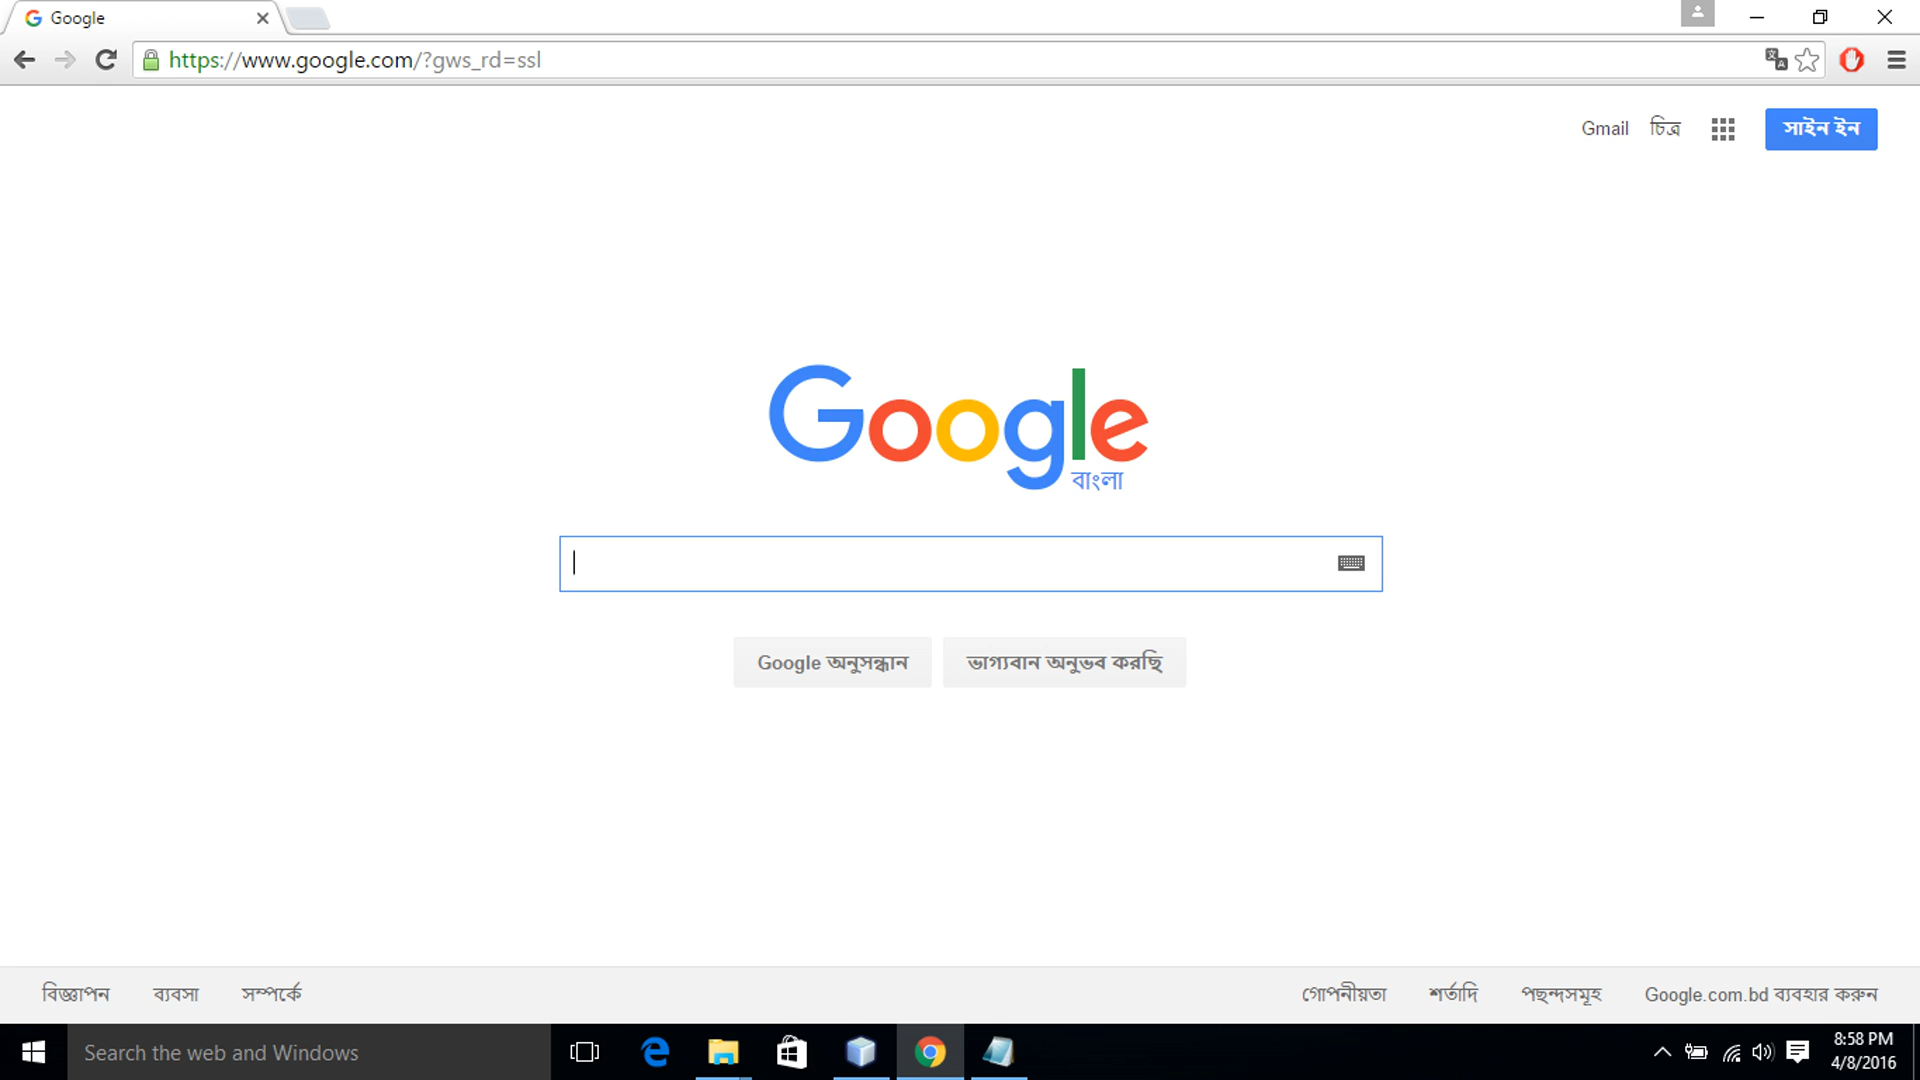 Google
https://www.google.com/?gws_rd=ssl
Gmail চিত্র সাইন ইন
Google
বাংলা
Google অনুসন্ধান ভাগ্যবান অনুভব করছি
বিজ্ঞাপন ব্যবসা সম্পর্কে গোপনীয়তা শর্তাদি পছন্দসমূহ Google.com.bd ব্যবহার করুন
Search the web and Windows
8:58 PM
4/8/2016